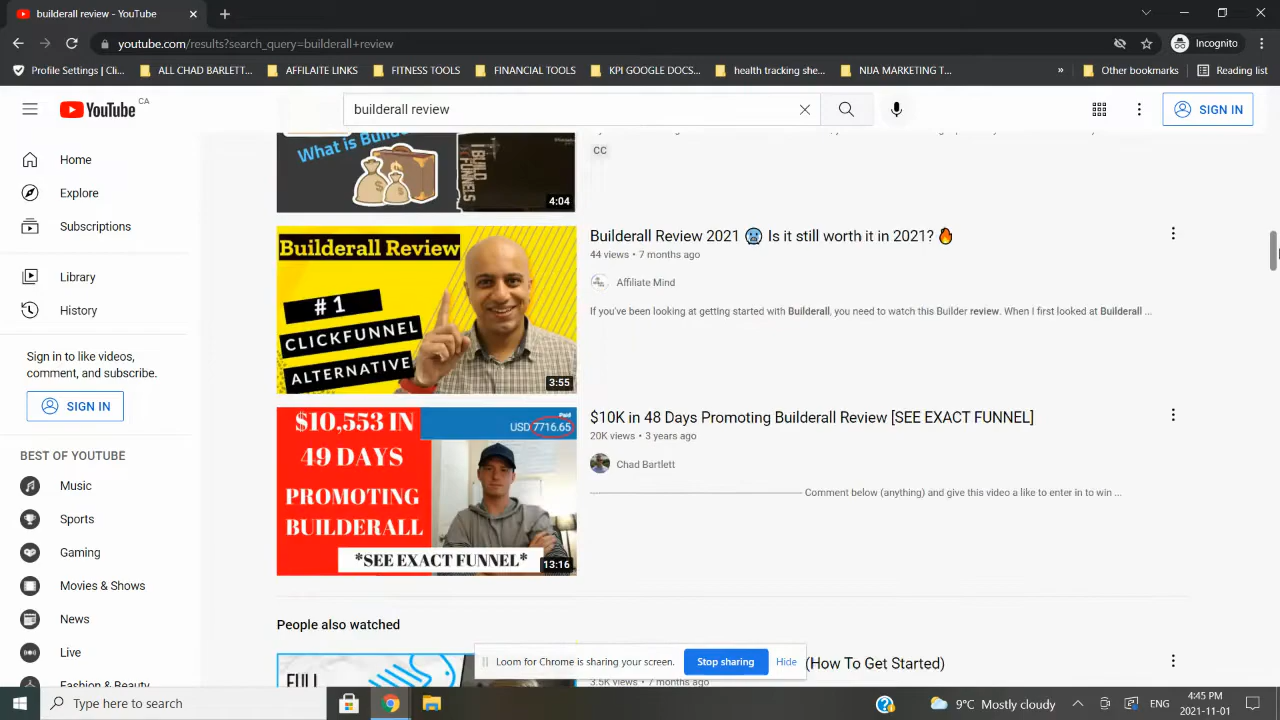 builderall review - YouTube
youtube.com/results?search_query=builderall+review
Incognito
Profile Settings | Clic...
ALL CHAD BARLETT...
AFFILIATE LINKS
FITNESS TOOLS
FINANCIAL TOOLS
KPI GOOGLE DOCS...
health tracking she...
NIJA MARKETING T...
»
Other bookmarks
Reading list
YouTube CA
builderall review
SIGN IN
Home
Explore
Subscriptions
Library
History
Sign in to like videos,
comment, and subscribe.
SIGN IN
BEST OF YOUTUBE
Music
Sports
Gaming
Movies & Shows
News
Live
Fashion & Beauty
What is
I BUILD
FUNNELS
4:04
CC
Builderall Review
#1
CLICKFUNNEL
ALTERNATIVE
3:55
Builderall Review 2021 🥶 Is it still worth it in 2021? 🔥
44 views • 7 months ago
Affiliate Mind
If you've been looking at getting started with Builderall, you need to watch this Builder review. When I first looked at Builderall ...
$10,553 IN
49 DAYS
PROMOTING
BUILDERALL
Paid
USD 7716.65
*SEE EXACT FUNNEL*
13:16
$10K in 48 Days Promoting Builderall Review [SEE EXACT FUNNEL]
20K views • 3 years ago
Chad Bartlett
Comment below (anything) and give this video a like to enter in to win ...
People also watched
FULL
(How To Get Started)
3.5K views • 7 months ago
Loom for Chrome is sharing your screen.
Stop sharing
Hide
Type here to search
9°C Mostly cloudy
ENG
4:45 PM
2021-11-01